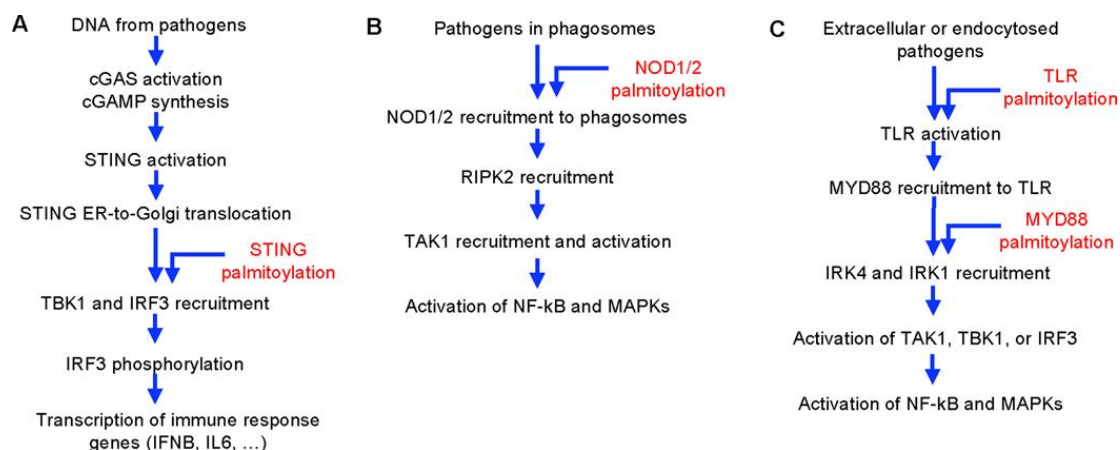 A
DNA from pathogens
cGAS activation
cGAMP synthesis
STING activation
STING ER-to-Golgi translocation
STING
palmitoylation
TBK1 and IRF3 recruitment
IRF3 phosphorylation
Transcription of immune response
genes (IFNB, IL6, ...)
B
Pathogens in phagosomes
NOD1/2
palmitoylation
NOD1/2 recruitment to phagosomes
RIPK2 recruitment
TAK1 recruitment and activation
Activation of NF-kB and MAPKs
C
Extracellular or endocytosed
pathogens
TLR
palmitoylation
TLR activation
MYD88 recruitment to TLR
MYD88
palmitoylation
IRK4 and IRK1 recruitment
Activation of TAK1, TBK1, or IRF3
Activation of NF-kB and MAPKs